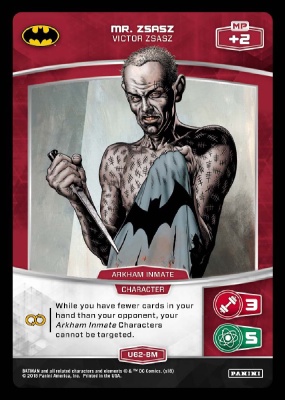 MR. ZSASZ
VICTOR ZSASZ
MP
+2
ARKHAM INMATE
CHARACTER
While you have fewer cards in your
hand than your opponent, your
Arkham Inmate Characters
cannot be targeted.
3
5
U62-BM
BATMAN and all related characters and elements © & ™ DC Comics. (s18)
© 2018 Panini America, Inc. Printed in the USA.
PANINI